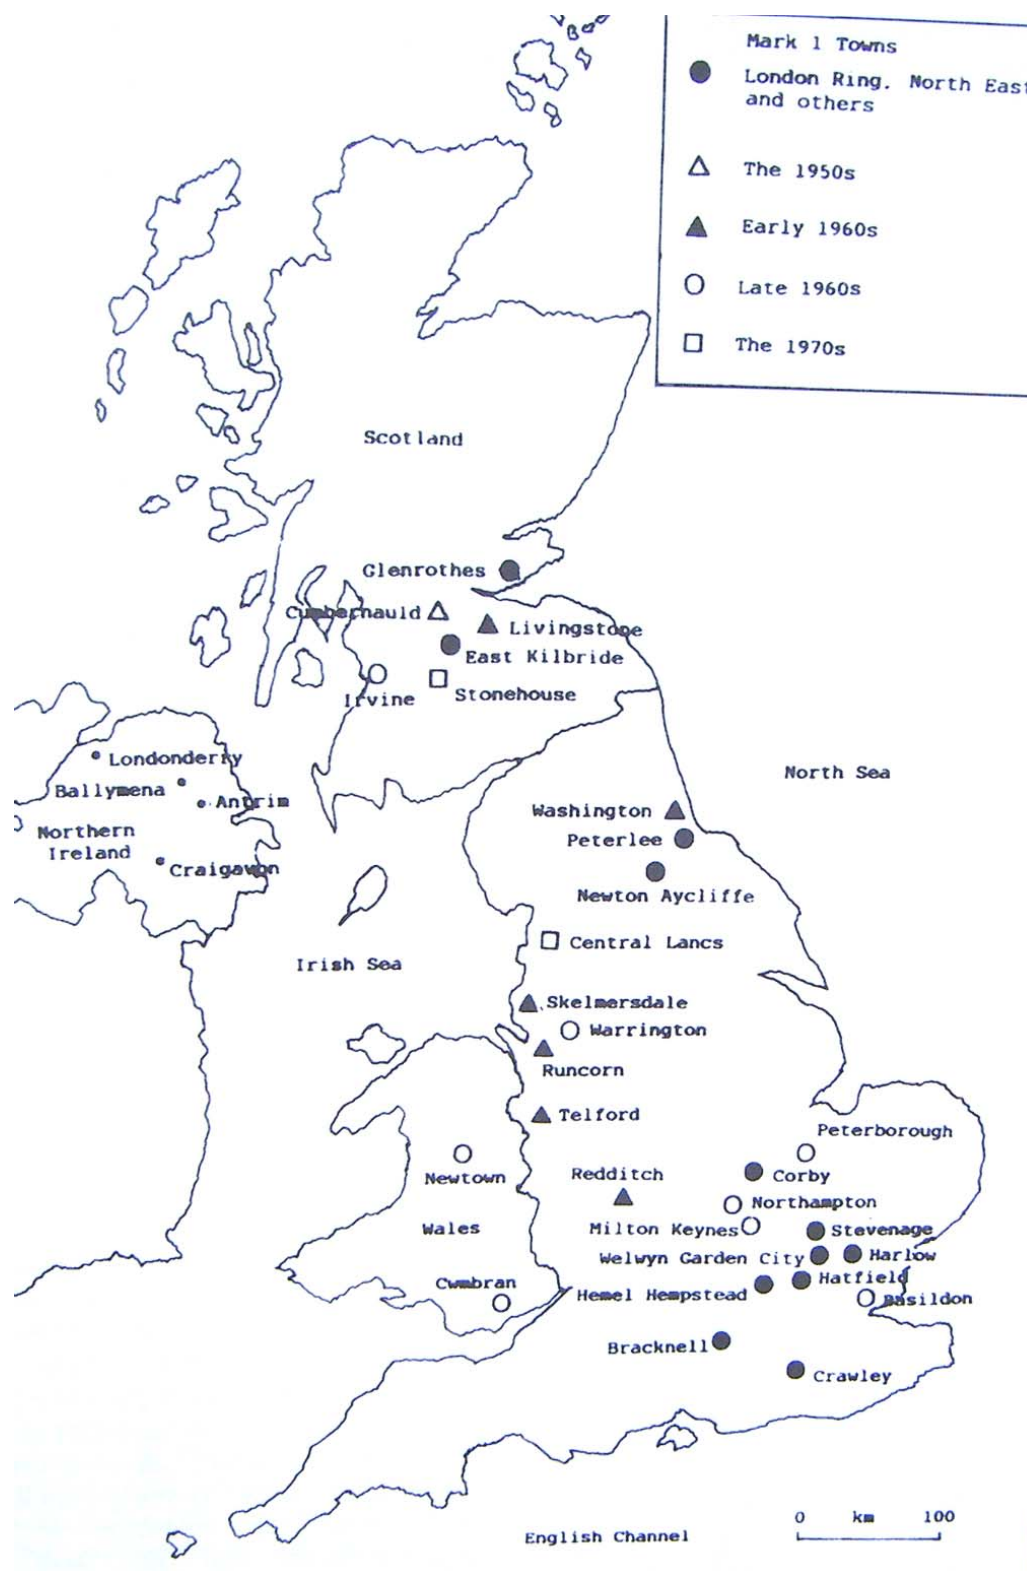 Mark 1 Towns
London Ring, North East
and others
The 1950s
Early 1960s
Late 1960s
The 1970s
Scotland
Glenrothes
Cumbernauld
Livingstone
East Kilbride
Irvine
Stonehouse
Londonderry
Ballymena
Antrim
Northern
Ireland
Craigavon
North Sea
Washington
Peterlee
Newton Aycliffe
Central Lancs
Irish Sea
Skelmersdale
Warrington
Runcorn
Telford
Peterborough
Newtown
Redditch
Corby
Northampton
Wales
Milton Keynes
Stevenage
Welwyn Garden City
Harlow
Cwmbran
Hatfield
Hemel Hempstead
Basildon
Bracknell
Crawley
0 km 100
English Channel